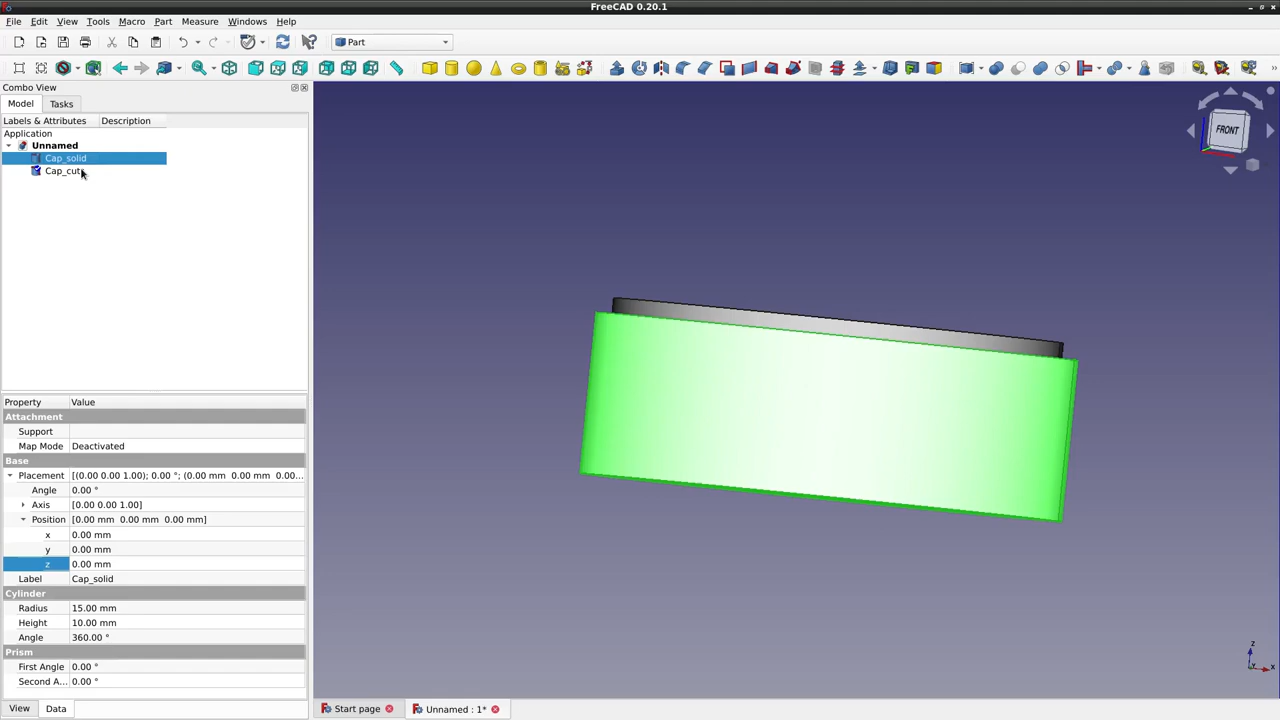 FreeCAD 0.20.1
File Edit View Tools Macro Part Measure Windows Help
Part
Combo View
Model Tasks
Labels & Attributes Description
Application
Unnamed
Cap_solid
Cap_cut
FRONT
Property Value
Attachment
Support
Map Mode Deactivated
Base
Placement [(0.00 0.00 1.00); 0.00 °; (0.00 mm 0.00 mm 0.00...
Angle 0.00 °
Axis [0.00 0.00 1.00]
Position [0.00 mm 0.00 mm 0.00 mm]
x 0.00 mm
y 0.00 mm
z 0.00 mm
Label Cap_solid
Cylinder
Radius 15.00 mm
Height 10.00 mm
Angle 360.00 °
Prism
First Angle 0.00 °
Second A... 0.00 °
View Data
Start page Unnamed : 1*
z
Y
x